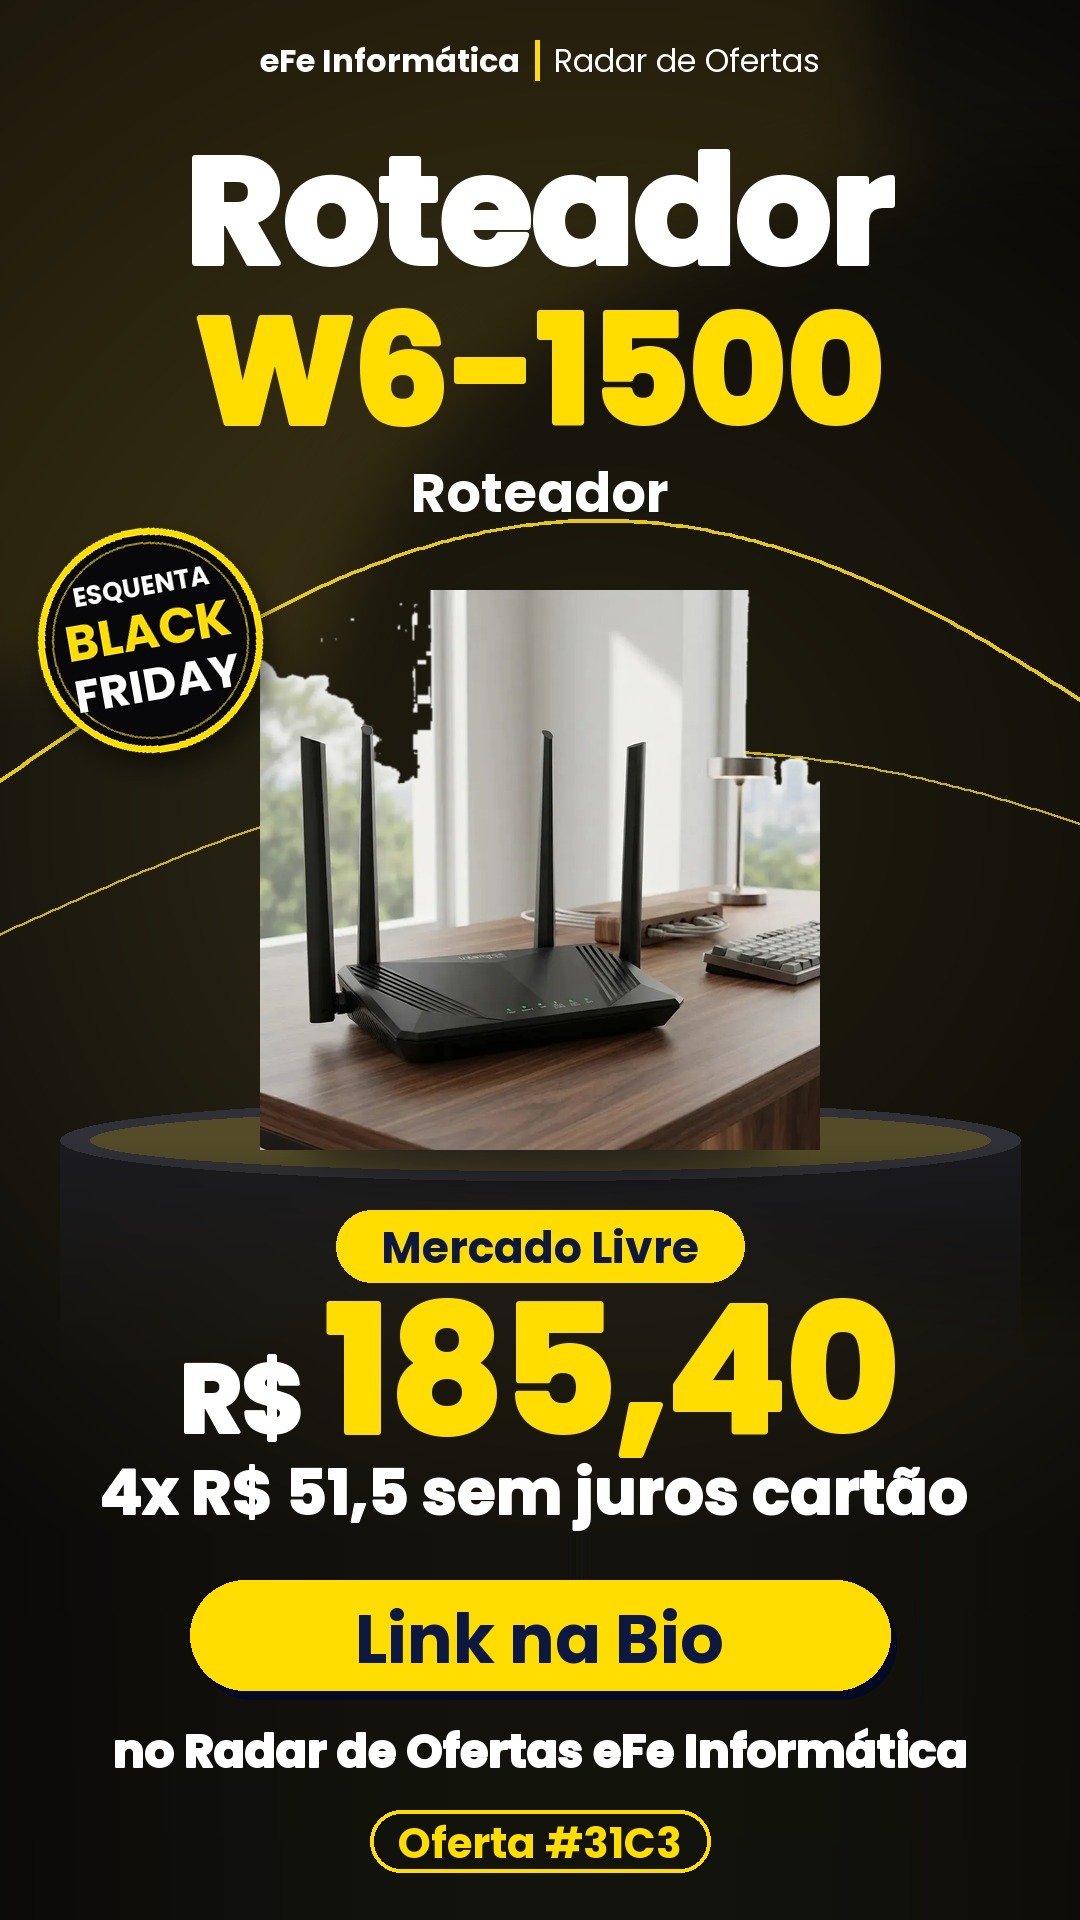 eFe Informática | Radar de Ofertas
Roteador
W6-1500
Roteador
ESQUENTA
BLACK
FRIDAY
Mercado Livre
R$ 185,40
4x R$ 51,5 sem juros cartão
Link na Bio
no Radar de Ofertas eFe Informática
Oferta #31C3